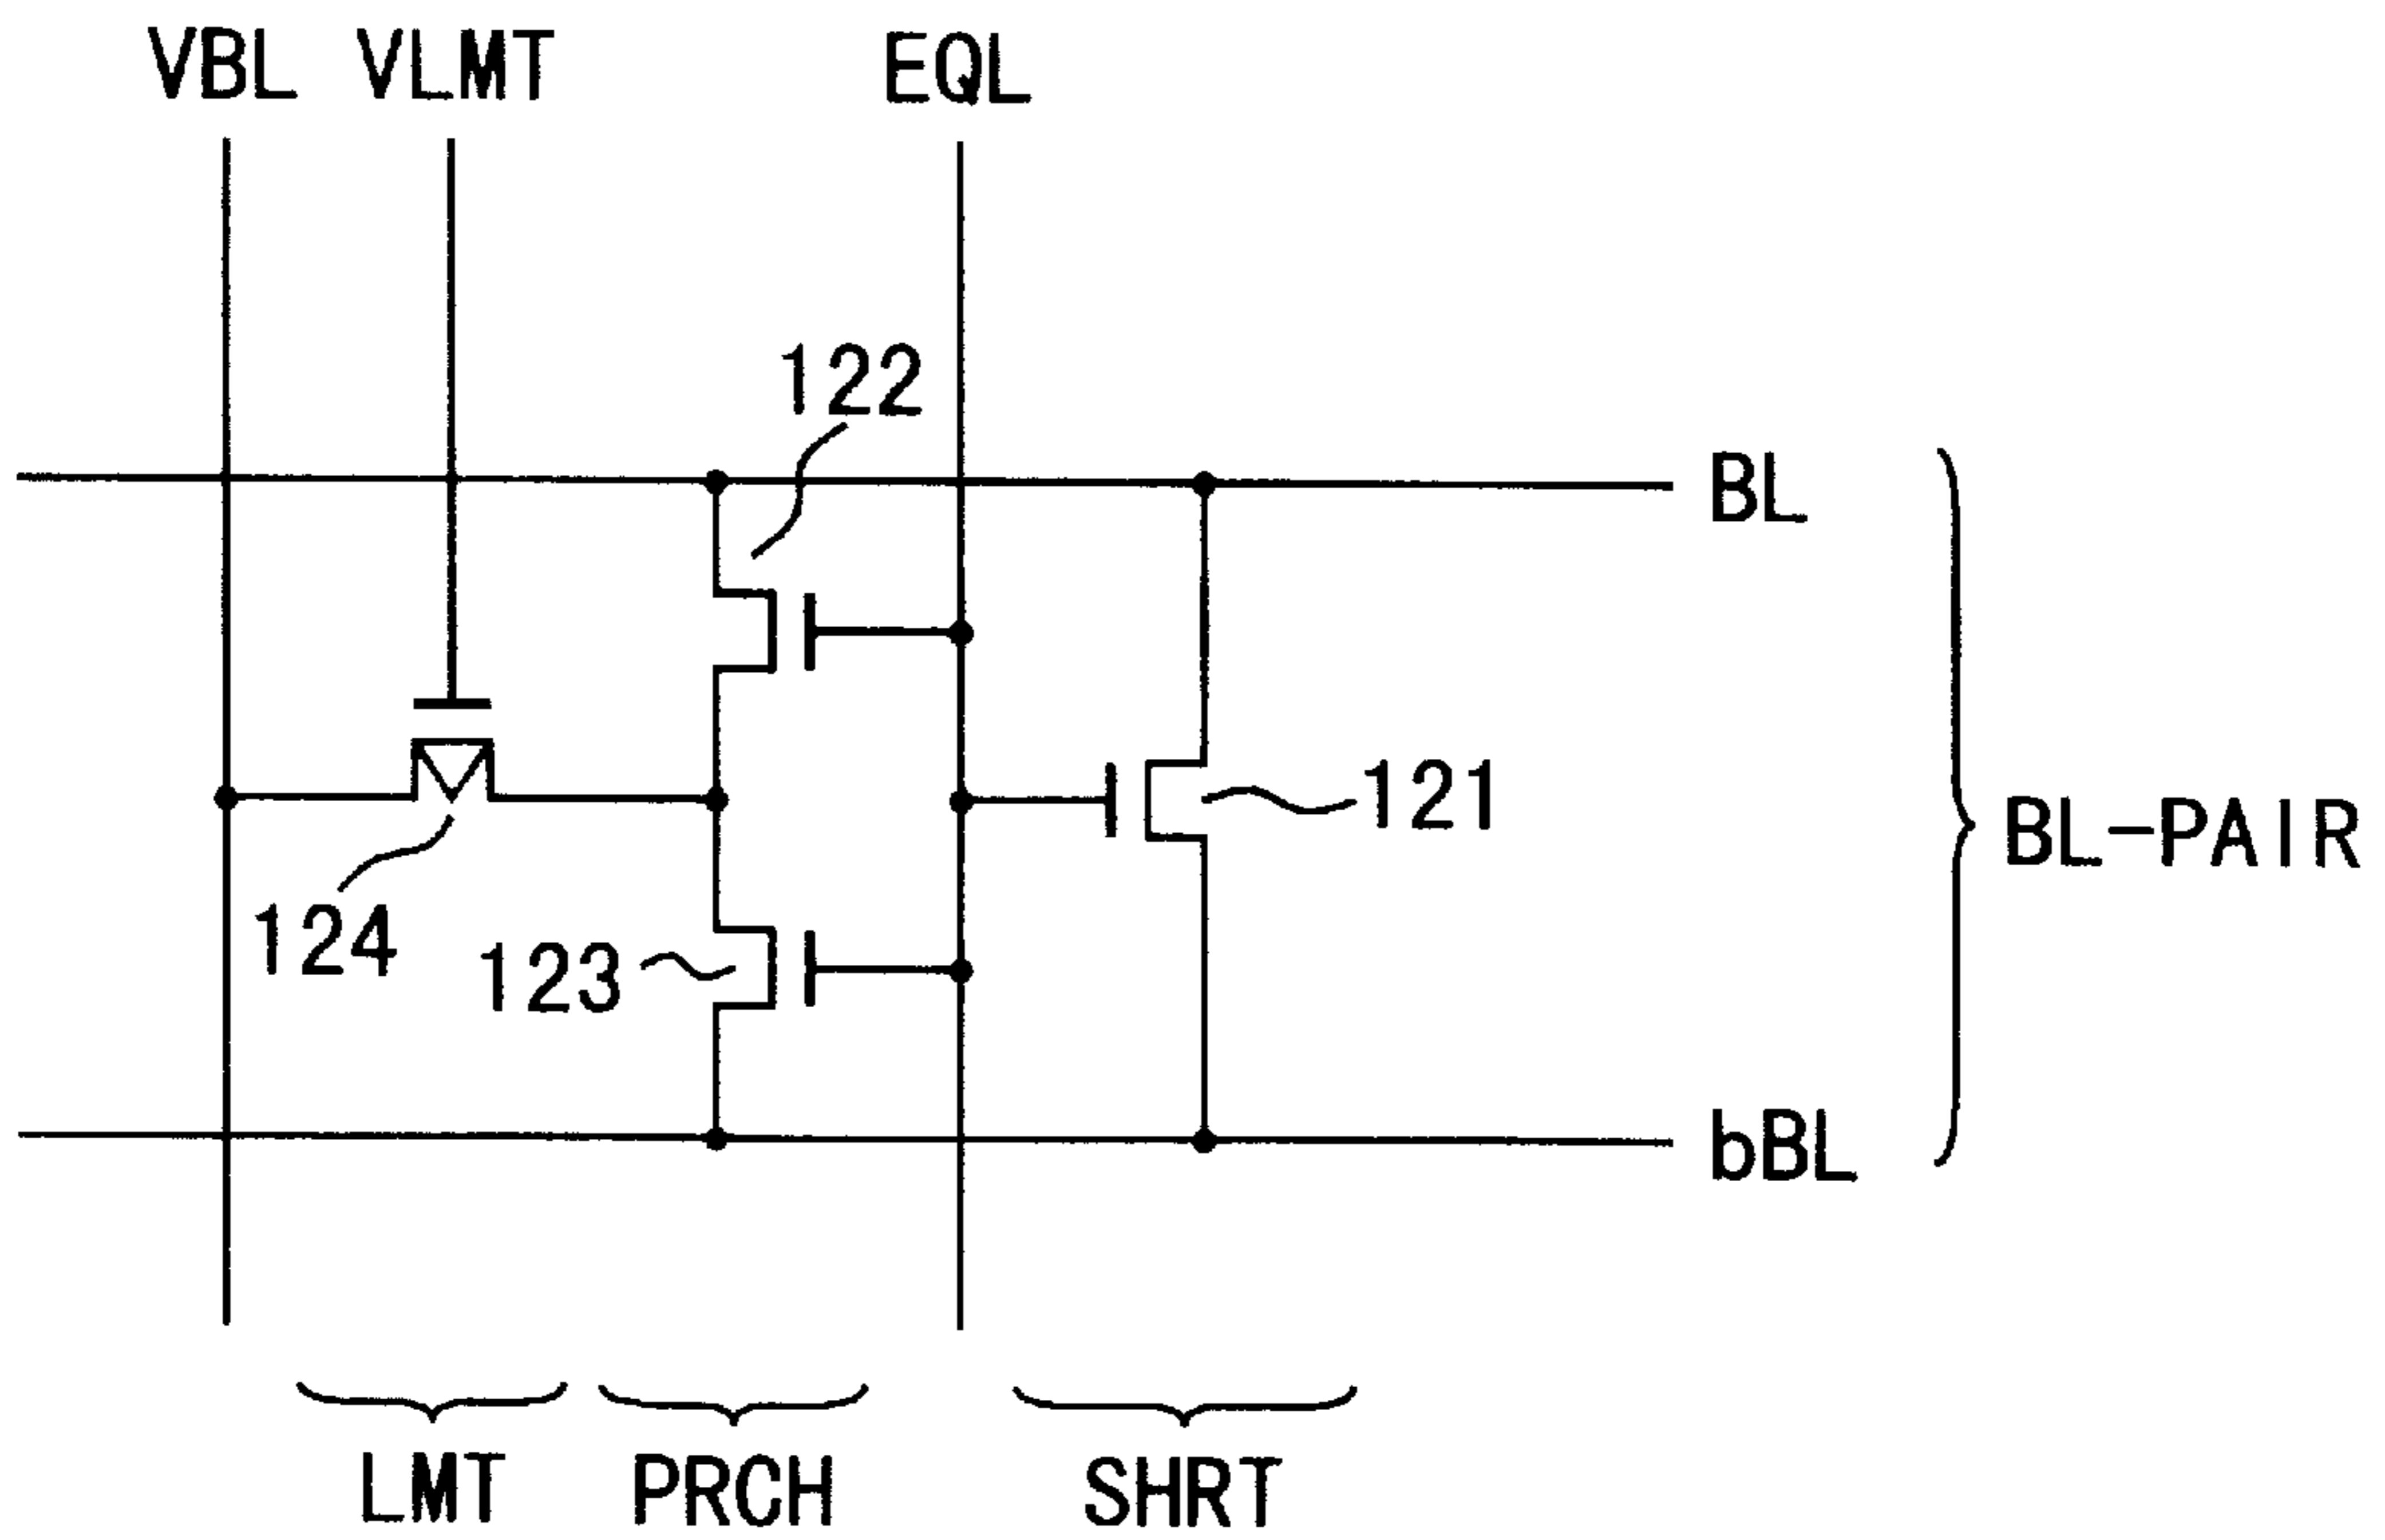 VBL VLMT EQL
122
BL
121
BL-PAIR
124
123
bBL
LMT PRCH SHRT